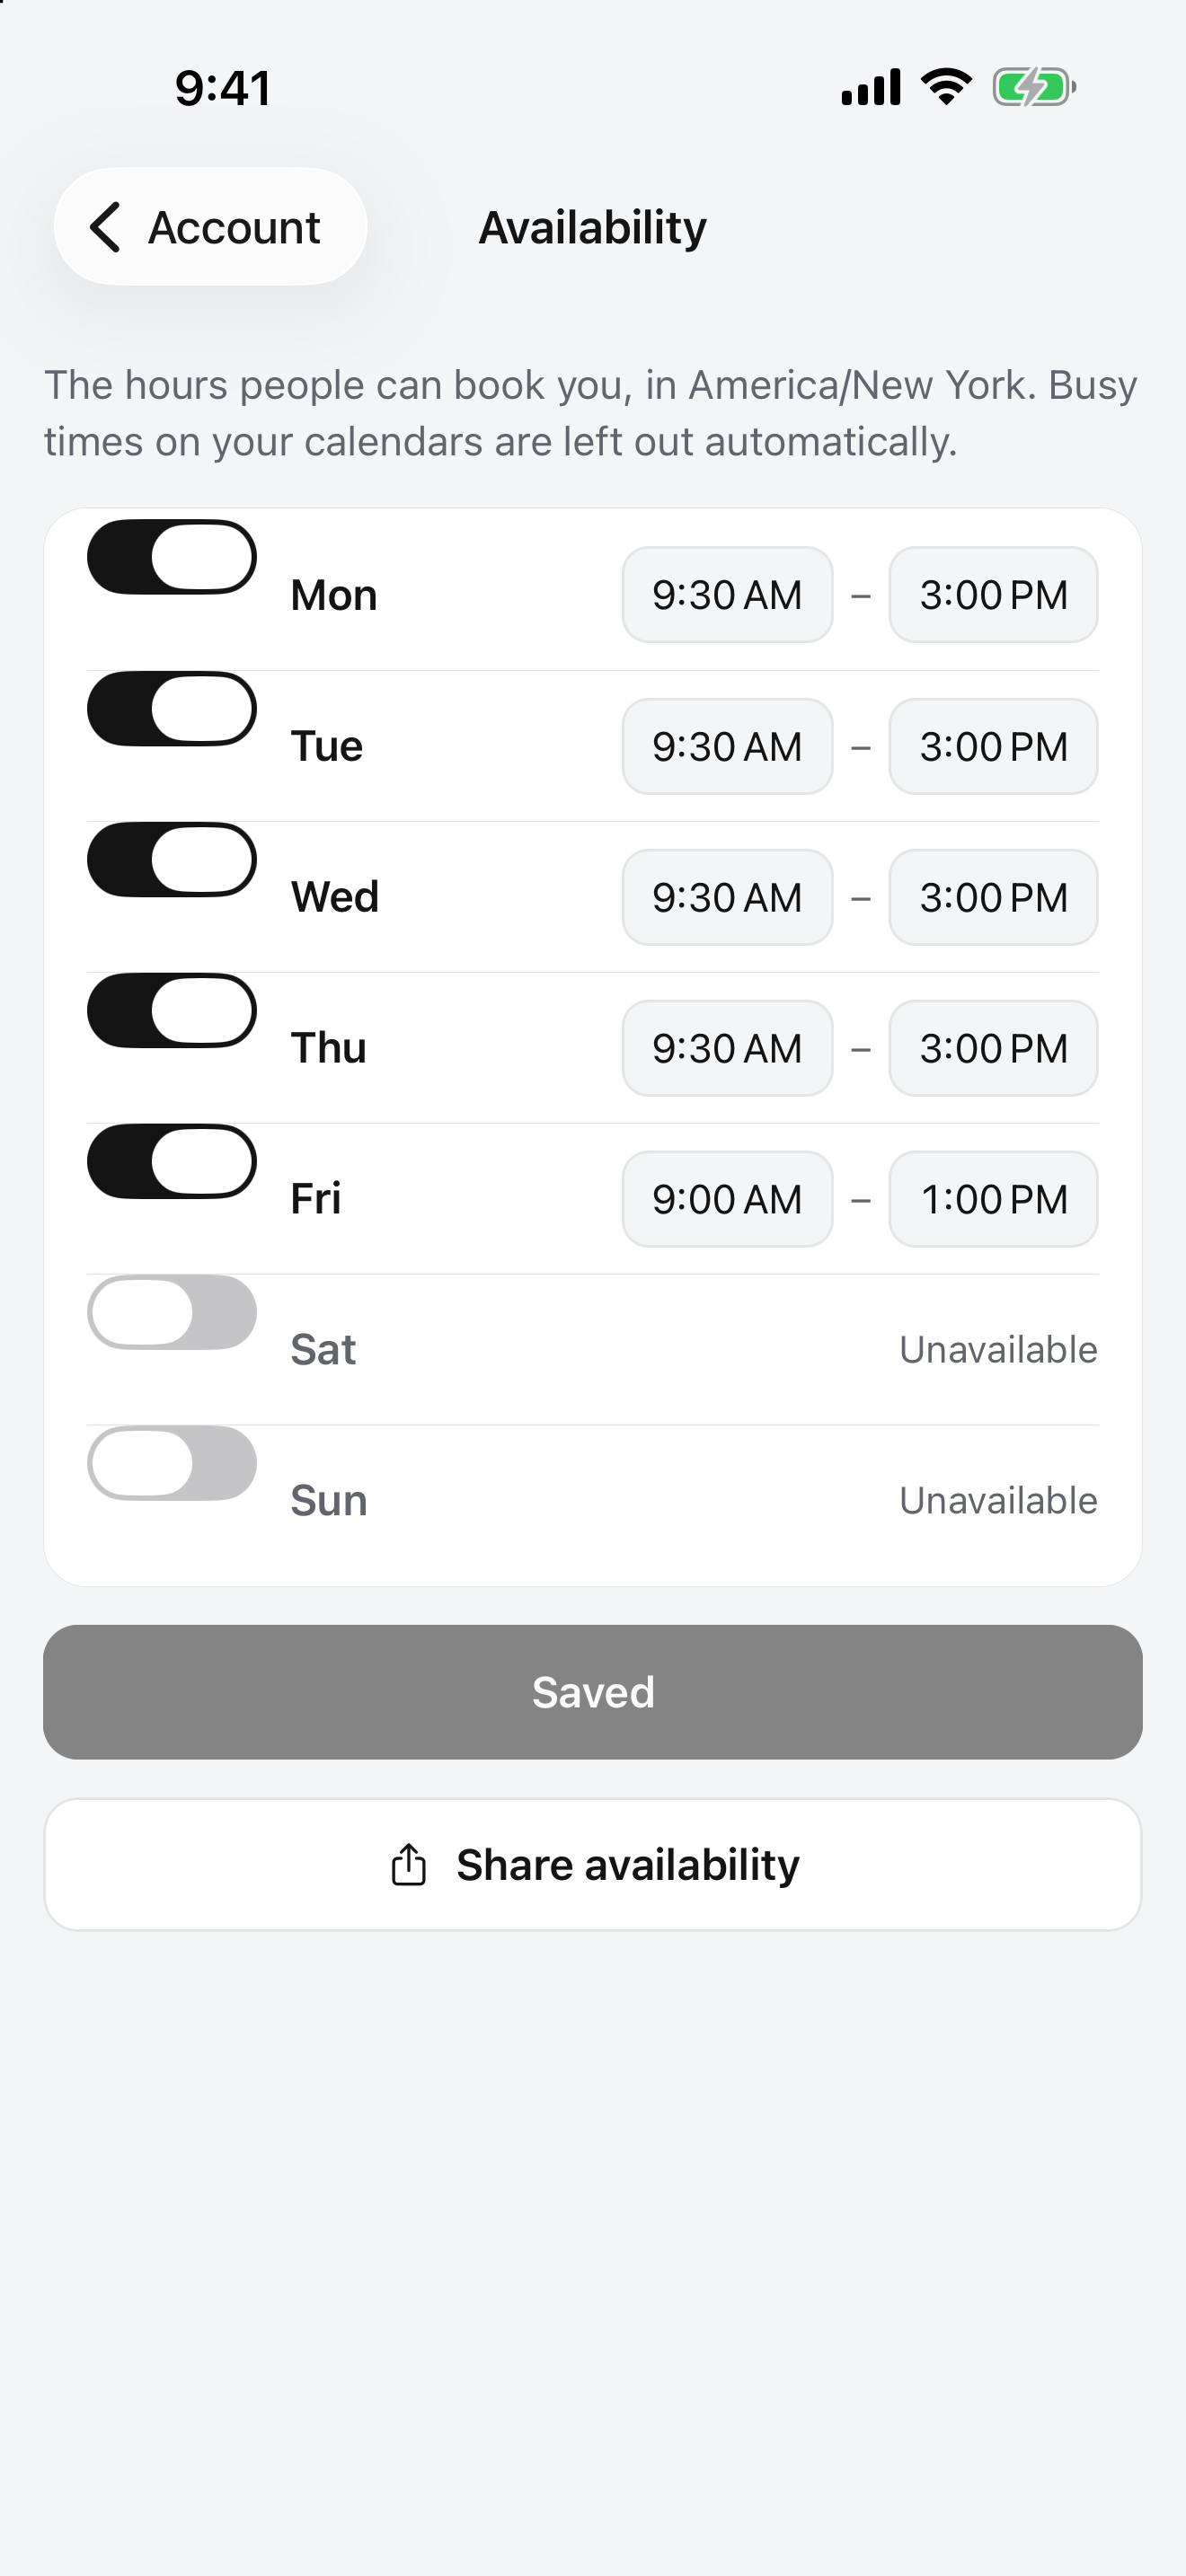 9:41
Account
Availability
The hours people can book you, in America/New York. Busy
times on your calendars are left out automatically.
Mon 9:30 AM – 3:00 PM
Tue 9:30 AM – 3:00 PM
Wed 9:30 AM – 3:00 PM
Thu 9:30 AM – 3:00 PM
Fri 9:00 AM – 1:00 PM
Sat Unavailable
Sun Unavailable
Saved
Share availability